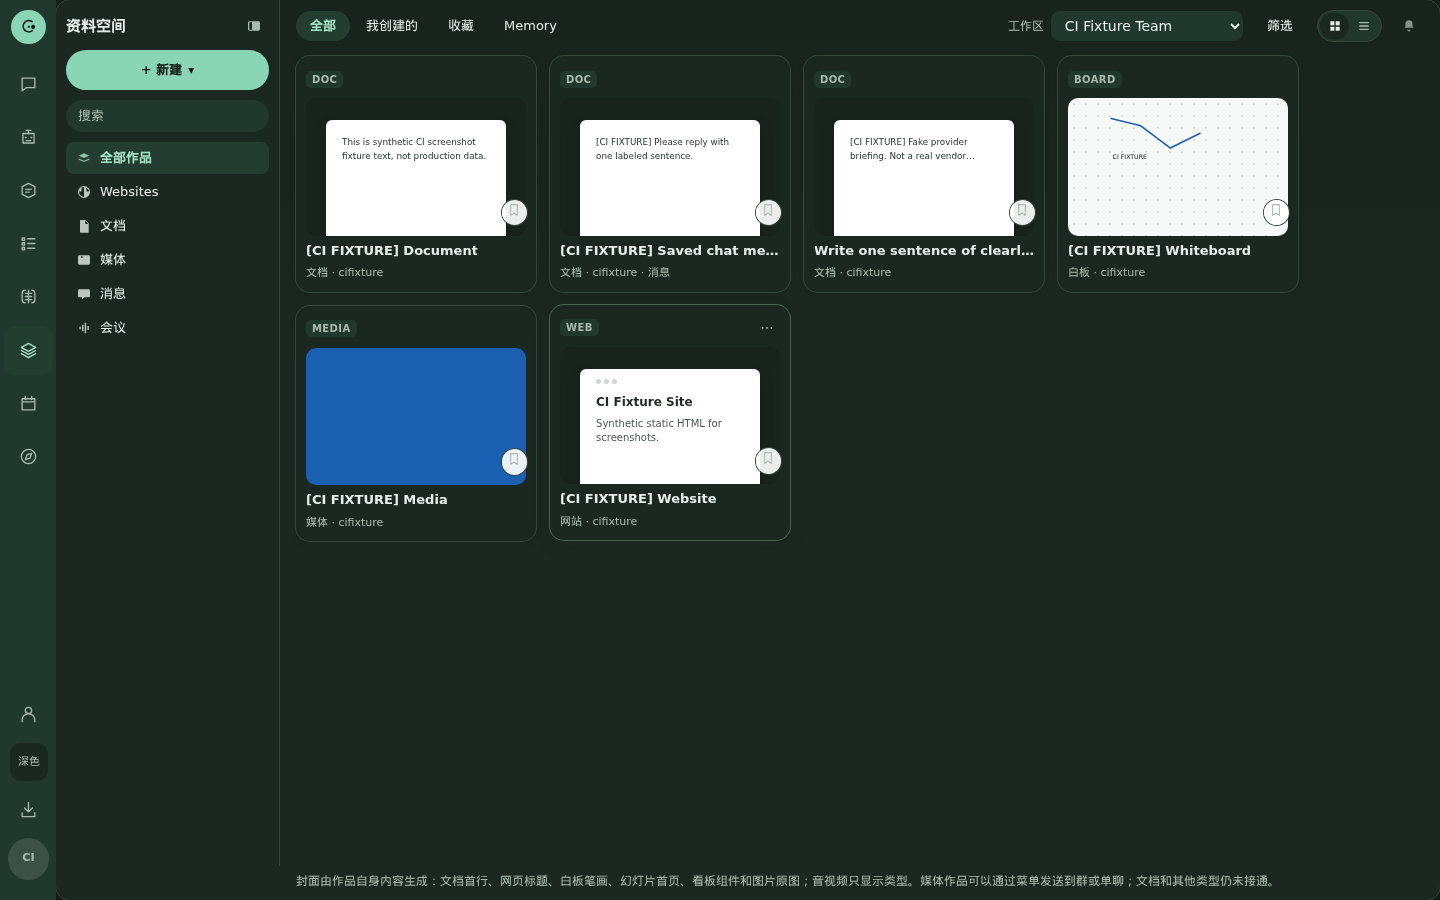 资料空间
+ 新建 ▾
搜索
全部作品
Websites
文档
媒体
消息
会议
深色
CI
全部 我创建的 收藏 Memory
工作区 CI Fixture Team 筛选
DOC
This is synthetic CI screenshot
fixture text, not production data.
[CI FIXTURE] Document
文档 · cifixture
DOC
[CI FIXTURE] Please reply with
one labeled sentence.
[CI FIXTURE] Saved chat me…
文档 · cifixture · 消息
DOC
[CI FIXTURE] Fake provider
briefing. Not a real vendor…
Write one sentence of clearl…
文档 · cifixture
BOARD
CI FIXTURE
[CI FIXTURE] Whiteboard
白板 · cifixture
MEDIA
[CI FIXTURE] Media
媒体 · cifixture
WEB ⋯
CI Fixture Site
Synthetic static HTML for
screenshots.
[CI FIXTURE] Website
网站 · cifixture
封面由作品自身内容生成：文档首行、网页标题、白板笔画、幻灯片首页、看板组件和图片原图；音视频只显示类型。媒体作品可以通过菜单发送到群或单聊；文档和其他类型仍未接通。